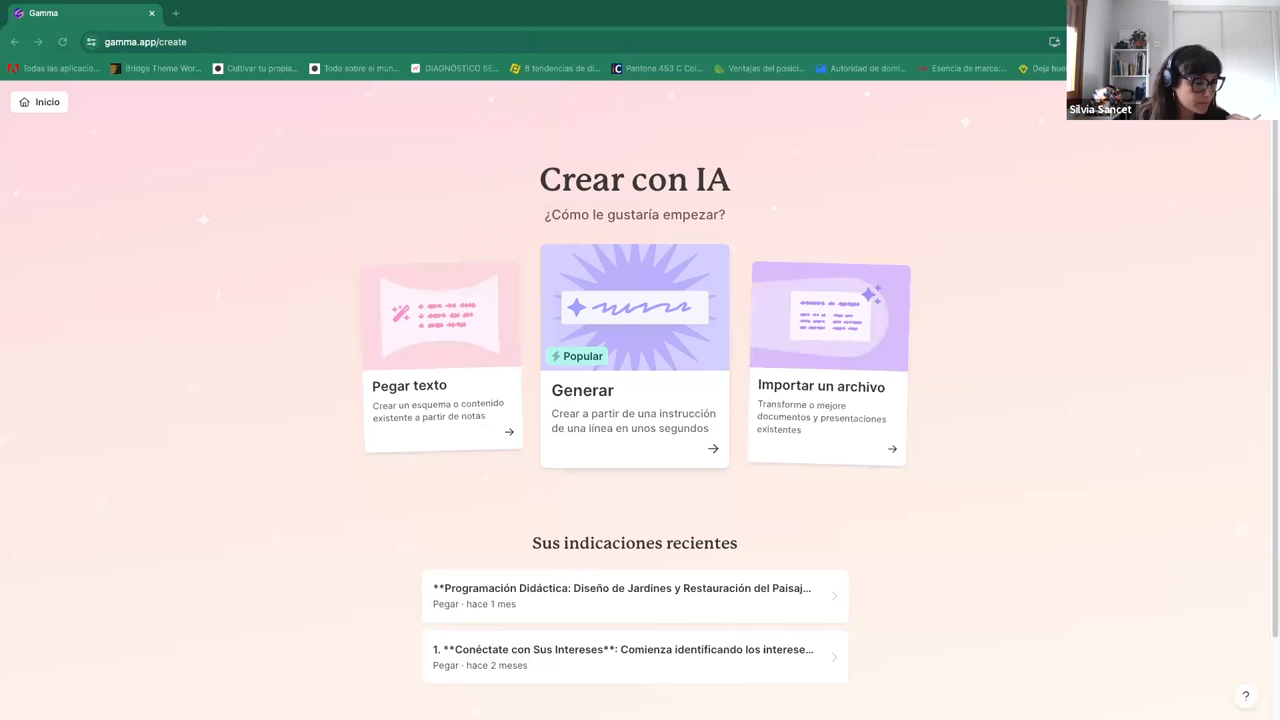 Gamma
gamma.app/create
Todas las aplicacio...
Bridge Theme Wor...
Cultivar tu propia...
Todo sobre el mun...
DIAGNÓSTICO SE...
8 tendencias de di...
Pantone 453 C Col...
Ventajas del posici...
Autoridad de domi...
Esencia de marca:...
Deja hue
Silvia Sancet
Inicio
Crear con IA
¿Cómo le gustaría empezar?
Popular
Pegar texto
Crear un esquema o contenido
existente a partir de notas
Generar
Crear a partir de una instrucción
de una línea en unos segundos
Importar un archivo
Transforme o mejore
documentos y presentaciones
existentes
Sus indicaciones recientes
**Programación Didáctica: Diseño de Jardines y Restauración del Paisaj...
Pegar · hace 1 mes
1. **Conéctate con Sus Intereses**: Comienza identificando los interese...
Pegar · hace 2 meses
?